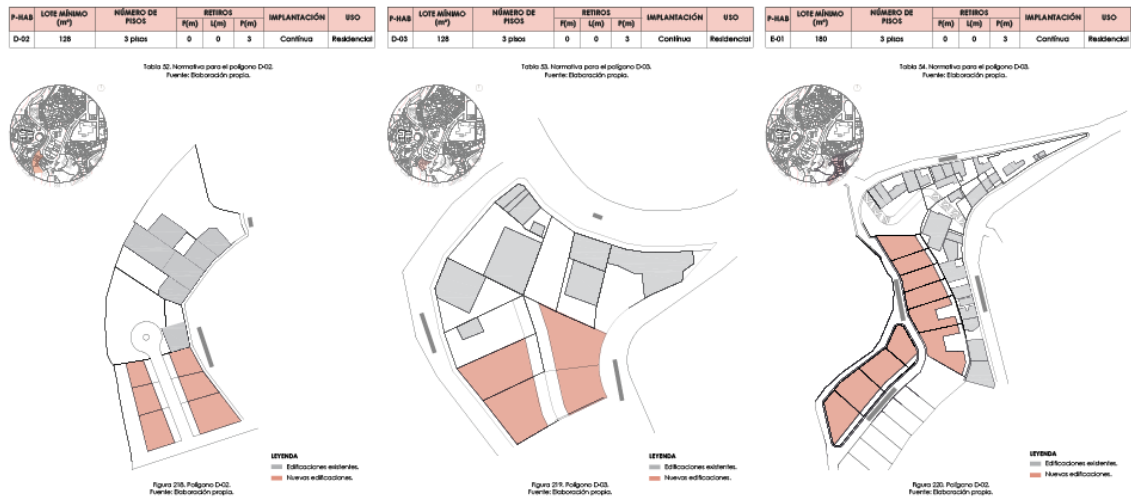 P-HAB LOTE MÍNIMO (m²) NÚMERO DE PISOS RETIROS F(m) L(m) P(m) IMPLANTACIÓN USO
D-02 128 3 pisos 0 0 3 Contínua Residencial
Tabla 52. Normativa para el polígono D-02.
Fuente: Elaboración propia.
LEYENDA
Edificaciones existentes.
Nuevas edificaciones.
Figura 218. Polígono D-02.
Fuente: Elaboración propia.
P-HAB LOTE MÍNIMO (m²) NÚMERO DE PISOS RETIROS F(m) L(m) P(m) IMPLANTACIÓN USO
D-03 128 3 pisos 0 0 3 Contínua Residencial
Tabla 53. Normativa para el polígono D-03.
Fuente: Elaboración propia.
LEYENDA
Edificaciones existentes.
Nuevas edificaciones.
Figura 219. Polígono D-03.
Fuente: Elaboración propia.
P-HAB LOTE MÍNIMO (m²) NÚMERO DE PISOS RETIROS F(m) L(m) P(m) IMPLANTACIÓN USO
E-01 180 3 pisos 0 0 3 Contínua Residencial
Tabla 54. Normativa para el polígono D-03.
Fuente: Elaboración propia.
LEYENDA
Edificaciones existentes.
Nuevas edificaciones.
Figura 220. Polígono D-02.
Fuente: Elaboración propia.